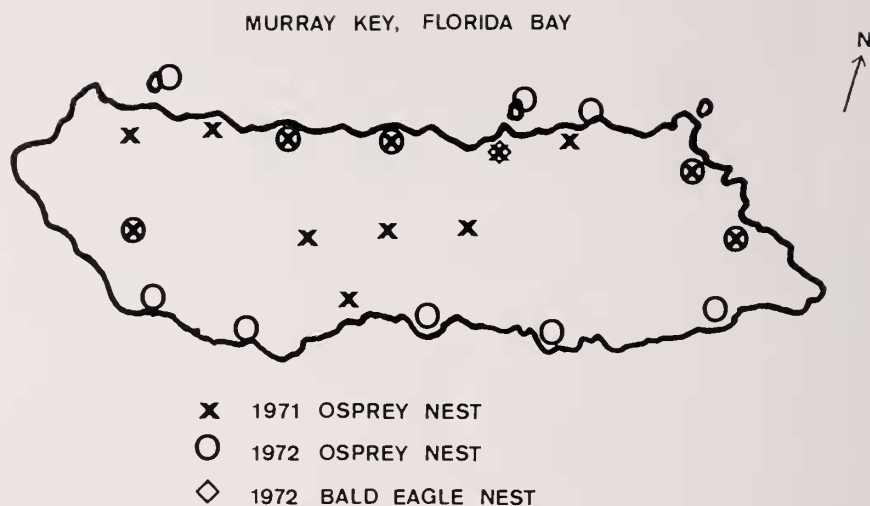 MURRAY KEY, FLORIDA BAY
N
1971 OSPREY NEST
1972 OSPREY NEST
1972 BALD EAGLE NEST